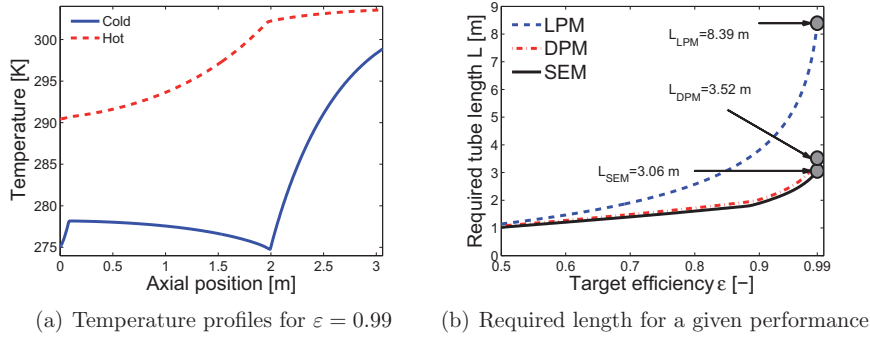 Temperature [K]
305
300
295
290
285
280
275
Cold
Hot
0
0.5
1
1.5
2
2.5
3
Axial position [m]
(a) Temperature profiles for ε = 0.99
Required tube length L [m]
9
8
7
6
5
4
3
2
1
0
LPM
DPM
SEM
L_LPM=8.39 m
L_DPM=3.52 m
L_SEM=3.06 m
0.5
0.6
0.7
0.8
0.9
0.99
Target efficiency ε [−]
(b) Required length for a given performance